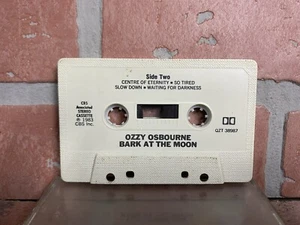 Side Two
CENTRE OF ETERNITY • SO TIRED
SLOW DOWN • WAITING FOR DARKNESS
CBS
Associated
STEREO
CASSETTE
℗ 1983
CBS Inc.
QZT 38987
OZZY OSBOURNE
BARK AT THE MOON